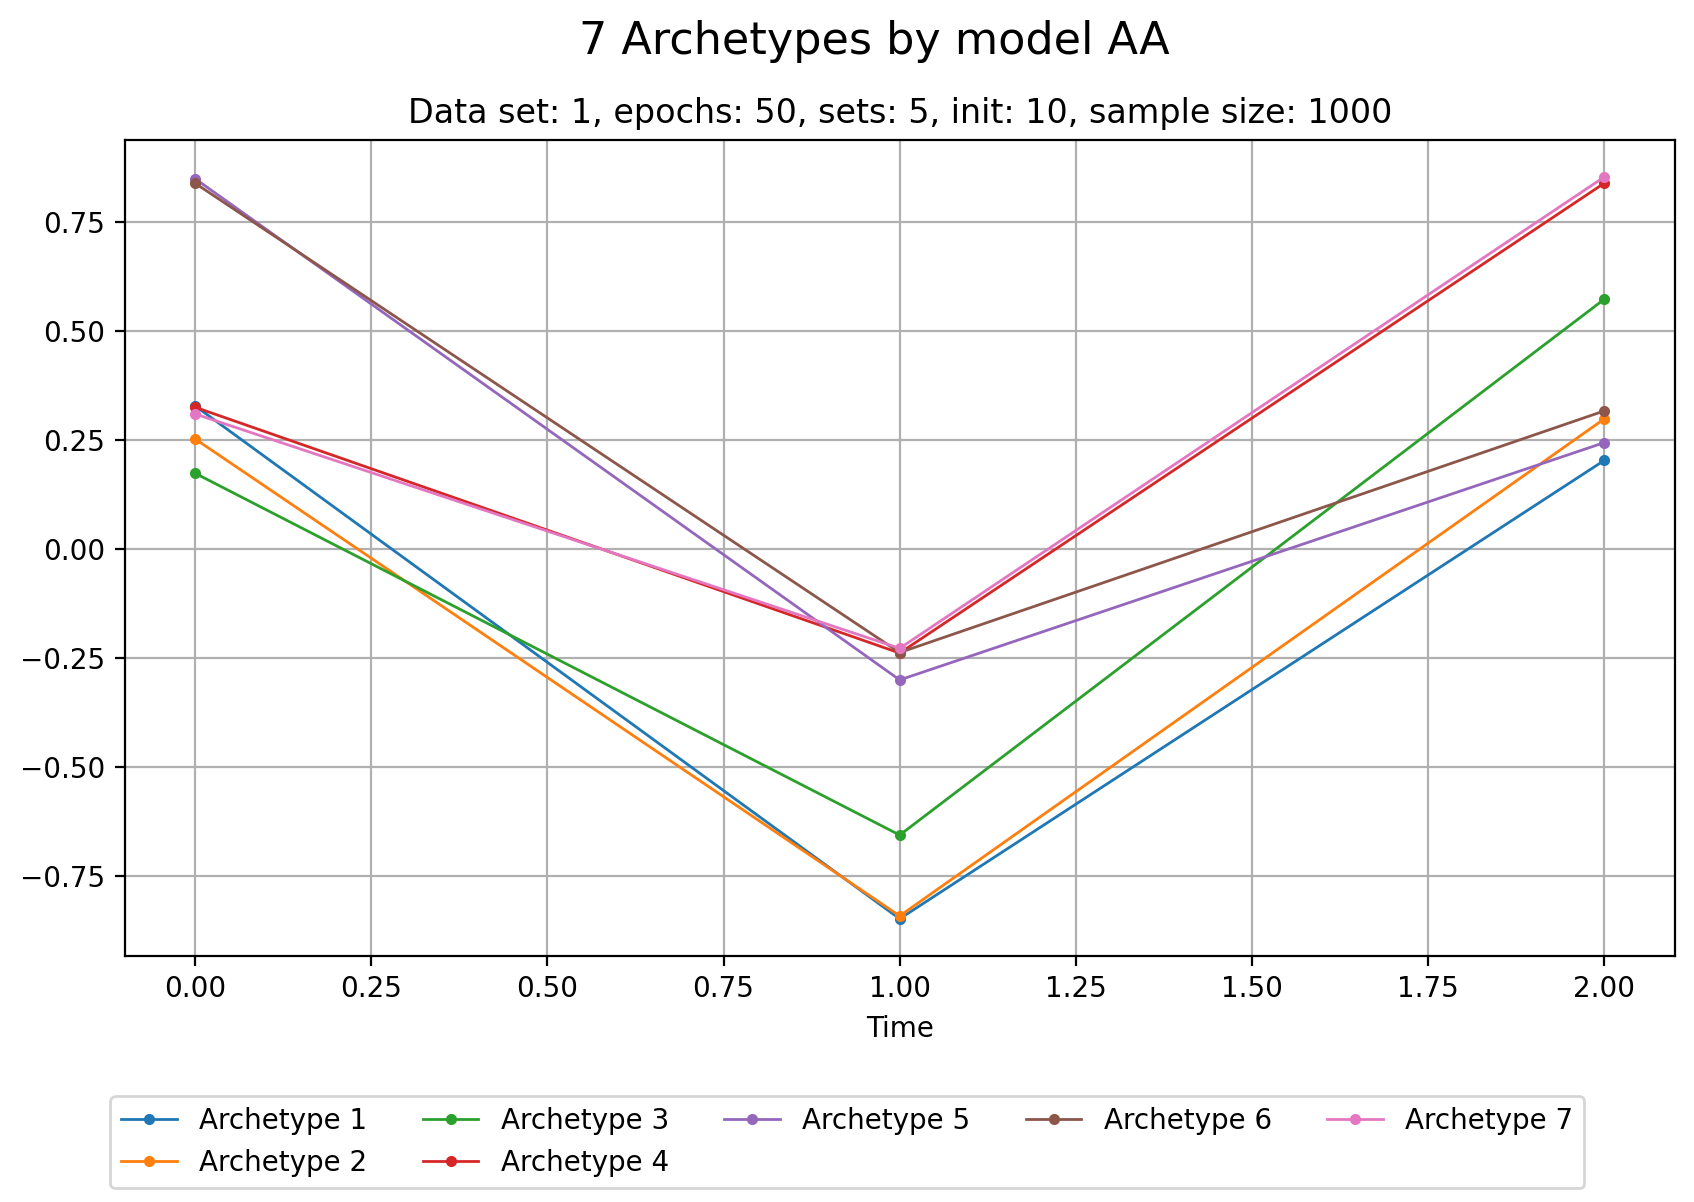 7 Archetypes by model AA
Data set: 1, epochs: 50, sets: 5, init: 10, sample size: 1000
0.75
0.50
0.25
0.00
−0.25
−0.50
−0.75
0.00 0.25 0.50 0.75 1.00 1.25 1.50 1.75 2.00
Time
Archetype 1 Archetype 3 Archetype 5 Archetype 6 Archetype 7
Archetype 2 Archetype 4